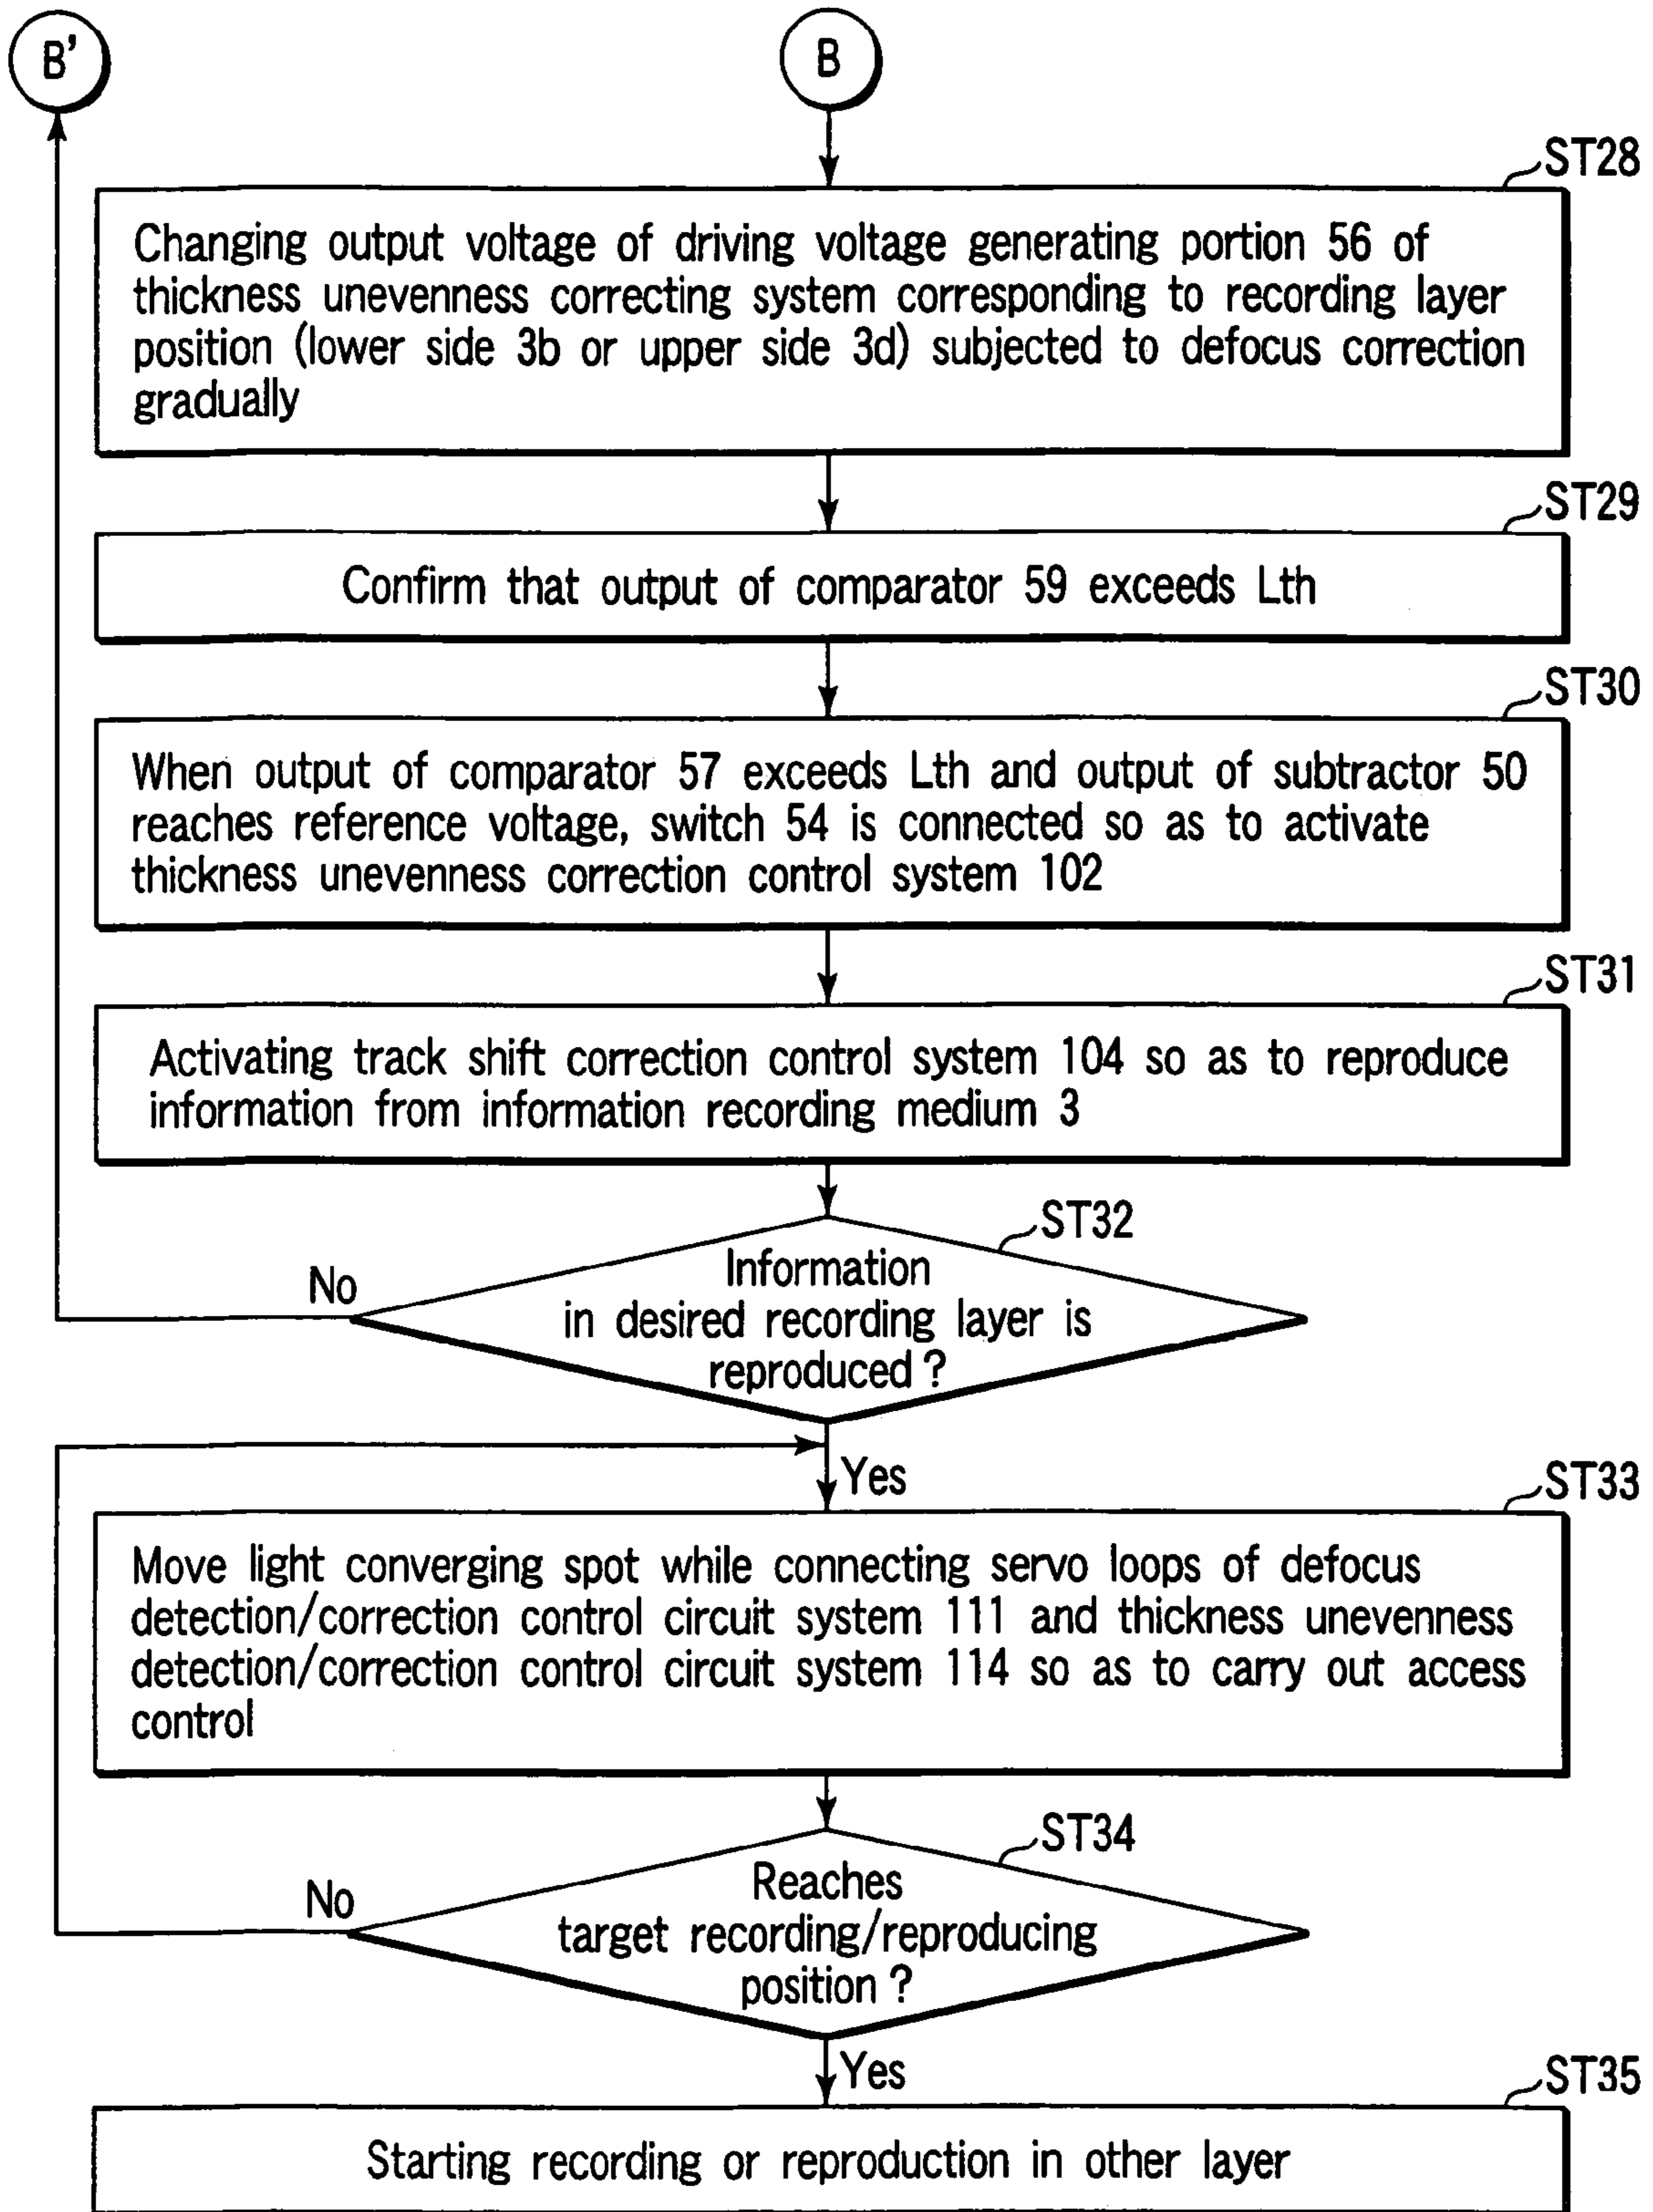 B'
B
ST28
Changing output voltage of driving voltage generating portion 56 of
thickness unevenness correcting system corresponding to recording layer
position (lower side 3b or upper side 3d) subjected to defocus correction
gradually
ST29
Confirm that output of comparator 59 exceeds Lth
ST30
When output of comparator 57 exceeds Lth and output of subtractor 50
reaches reference voltage, switch 54 is connected so as to activate
thickness unevenness correction control system 102
ST31
Activating track shift correction control system 104 so as to reproduce
information from information recording medium 3
ST32
Information
in desired recording layer is
reproduced ?
No
Yes
ST33
Move light converging spot while connecting servo loops of defocus
detection/correction control circuit system 111 and thickness unevenness
detection/correction control circuit system 114 so as to carry out access
control
ST34
Reaches
target recording/reproducing
position ?
No
Yes
ST35
Starting recording or reproduction in other layer